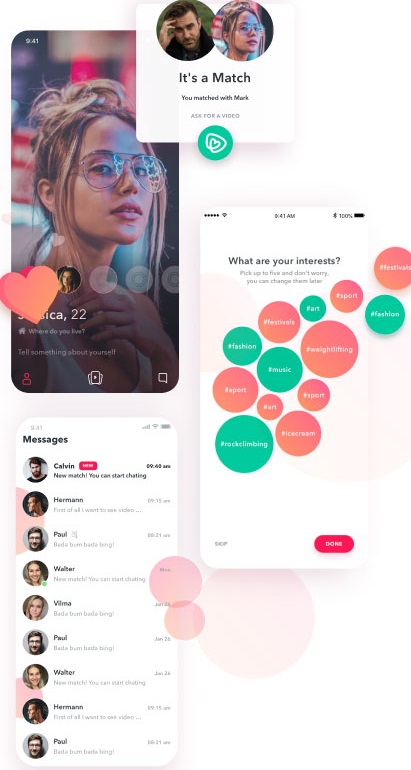 9:41
It's a Match
You matched with Mark
ASK FOR A VIDEO
Jessica, 22
Where do you live?
Tell something about yourself
9:41 AM
100%
What are your interests?
Pick up to five and don't worry,
you can change them later
#festivals
#sport
#art
#fashion
#festivals
#fashion
#weightlifting
#music
#sport
#sport
#art
#icecream
#rockclimbing
SKIP
DONE
9:41
Messages
Calvin NEW 09:40 am
New match! You can start chating
Hermann 09:15 am
First of all I want to see video ...
Paul 08:21 am
Bada bum bada bing!
Walter Mon
New match! You can start chating
Vilma Jan 26
Bada bum bada bing!
Paul Jan 26
Bada bum bada bing!
Walter Jan 26
New match! You can start chating
Hermann 09:15 am
First of all I want to see video ...
Paul 08:21 am
Bada bum bada bing!